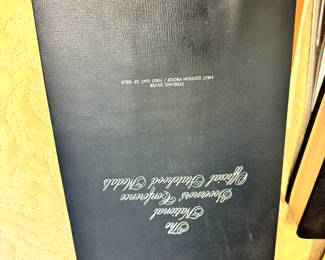 The
National
Governors' Conference
Official Statehood Medals
STERLING SILVER
FIRST EDITION PROOF / FIRST DAY OF ISSUE